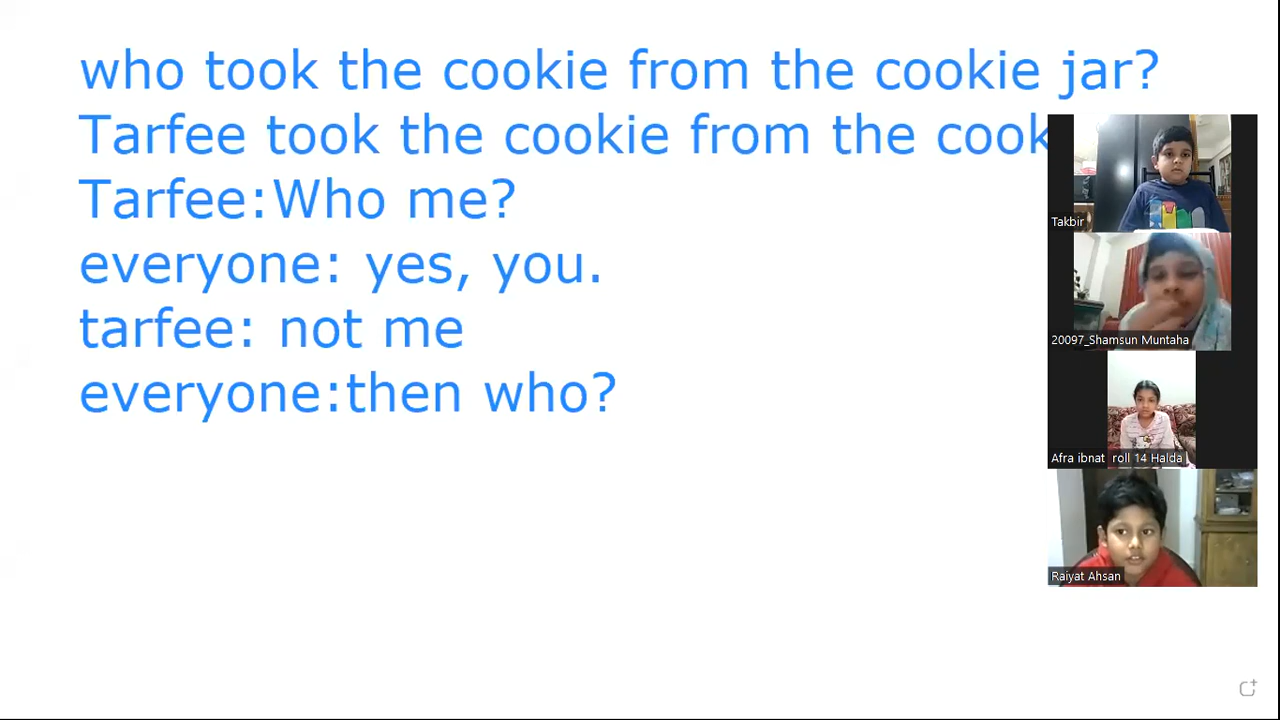 who took the cookie from the cookie jar?
Tarfee took the cookie from the cook
Tarfee:Who me?
everyone: yes, you.
tarfee: not me
everyone:then who?
Takbir
20097_Shamsun Muntaha
Afra ibnat roll 14 Halda
Raiyat Ahsan